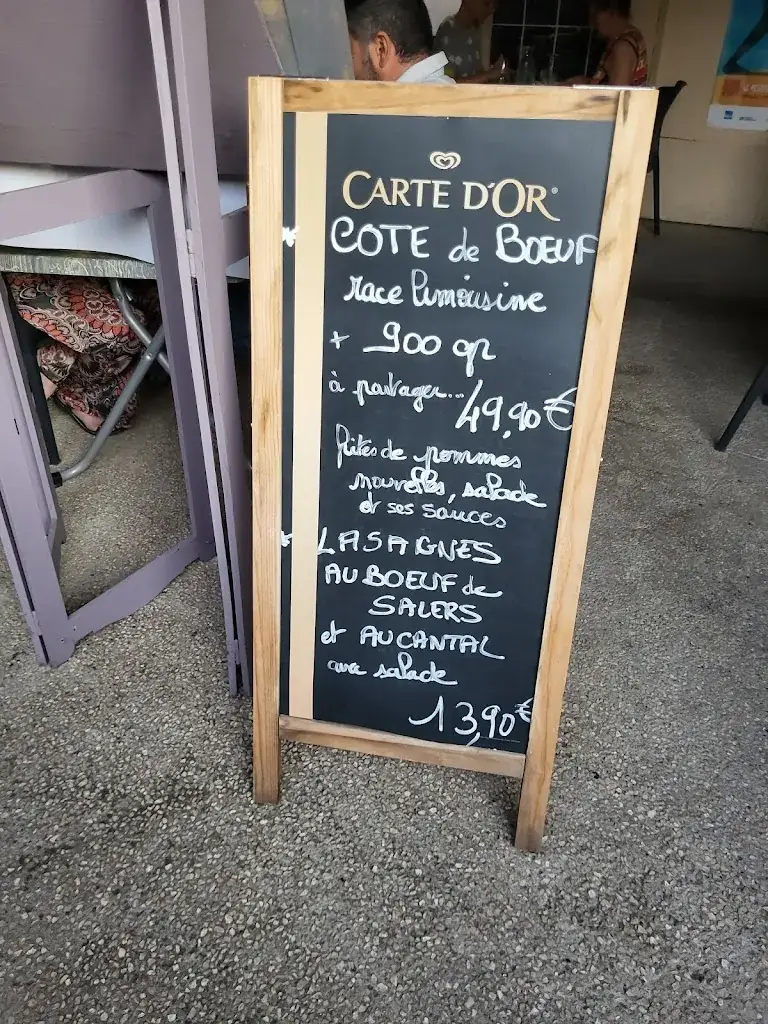 CARTE D'OR®
COTE de BOEUF
race limousine
+ 900 gr
à partager...
49,90€
frites de pommes
nouvelles, salade
et ses sauces
LASAGNES
AU BOEUF de
SALERS
et AU CANTAL
avec salade
13,90€